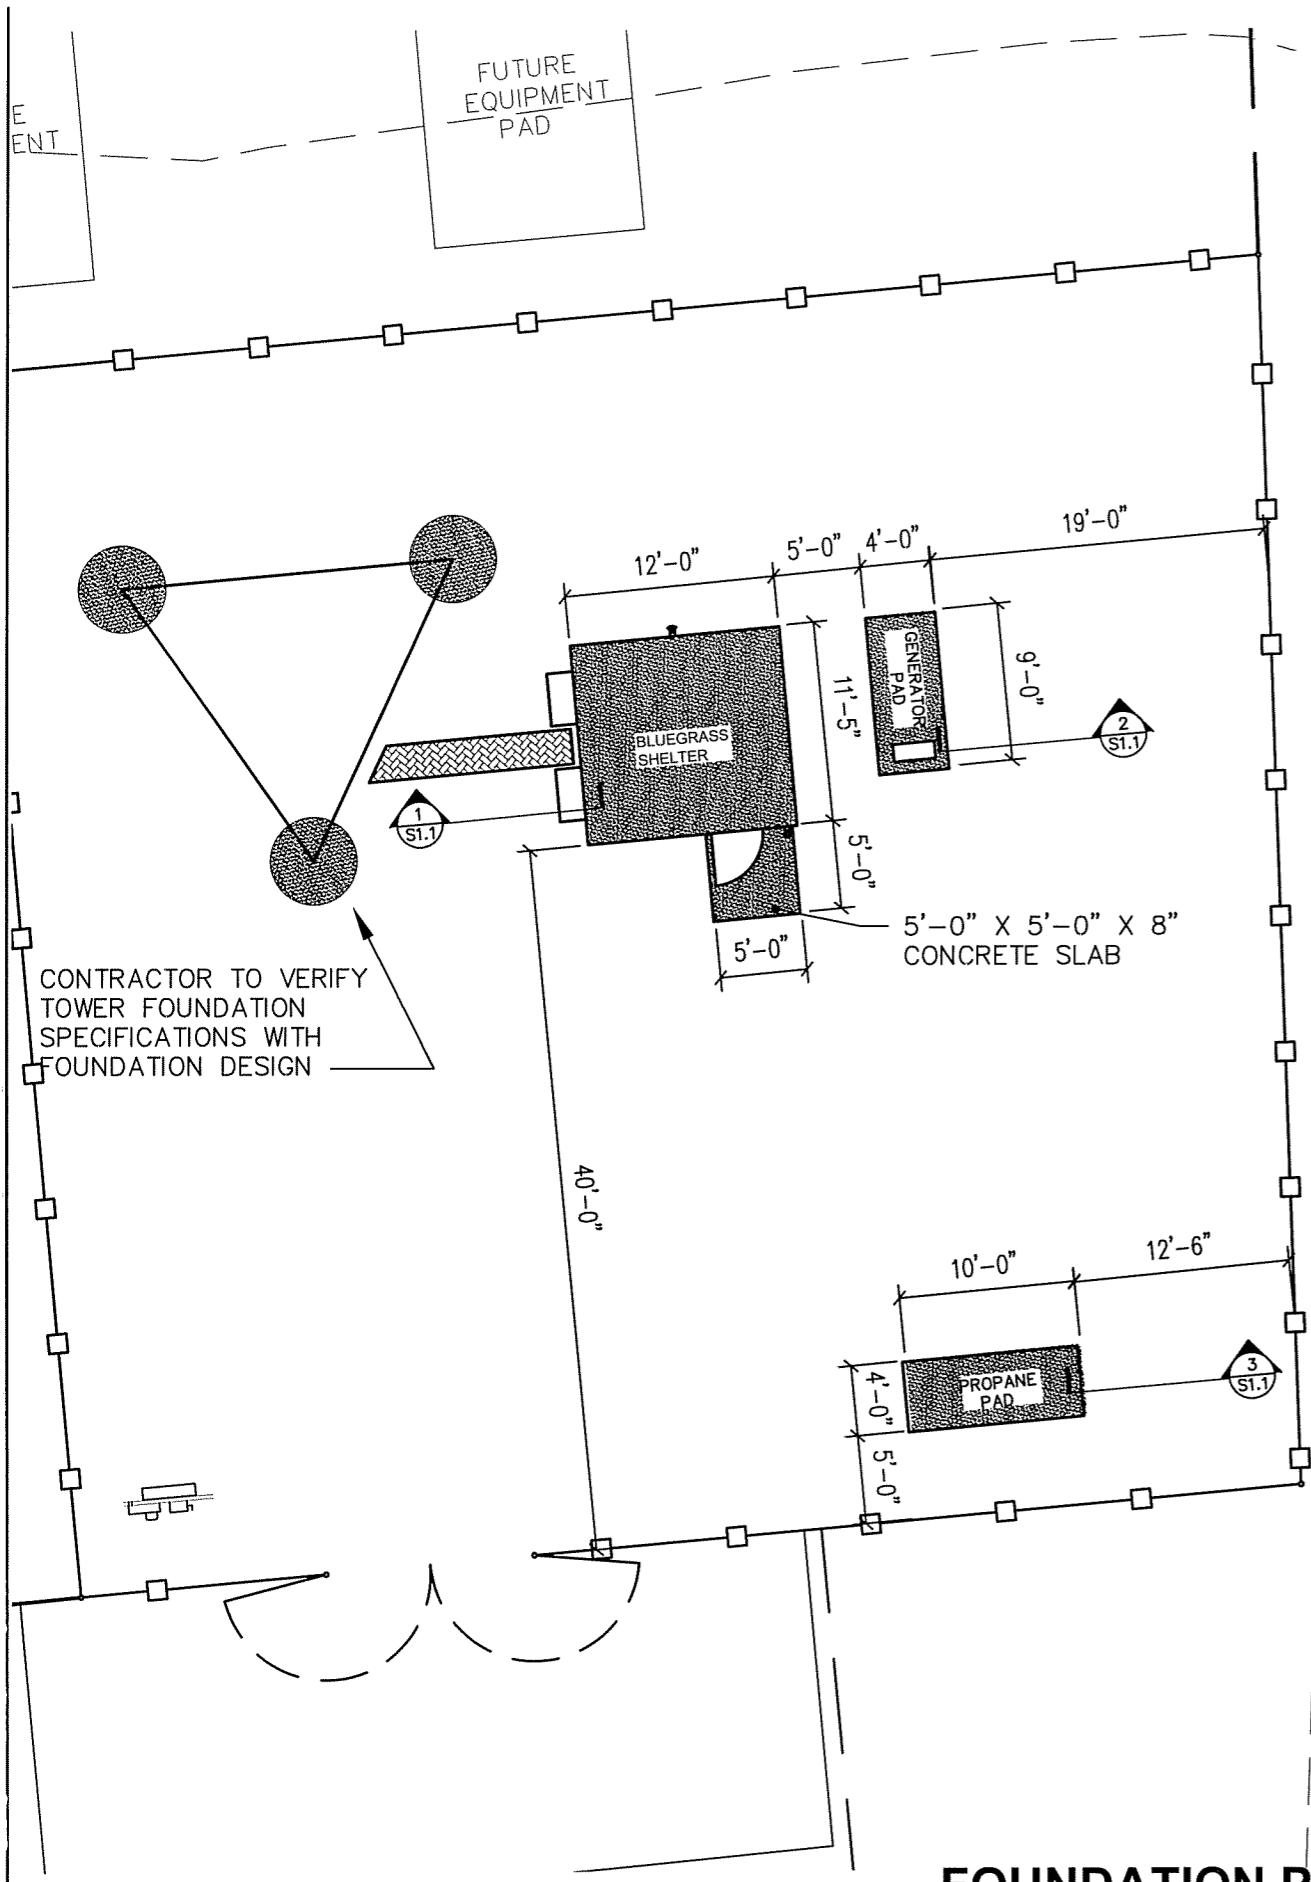 FUTURE
EQUIPMENT
PAD
E
ENT
12'-0"
5'-0"
4'-0"
19'-0"
GENERATOR
PAD
9'-0"
11'-5"
BLUEGRASS
SHELTER
2
S1.1
1
S1.1
5'-0"
5'-0"
5'-0" X 5'-0" X 8"
CONCRETE SLAB
CONTRACTOR TO VERIFY
TOWER FOUNDATION
SPECIFICATIONS WITH
FOUNDATION DESIGN
40'-0"
10'-0"
12'-6"
4'-0"
PROPANE
PAD
3
S1.1
5'-0"